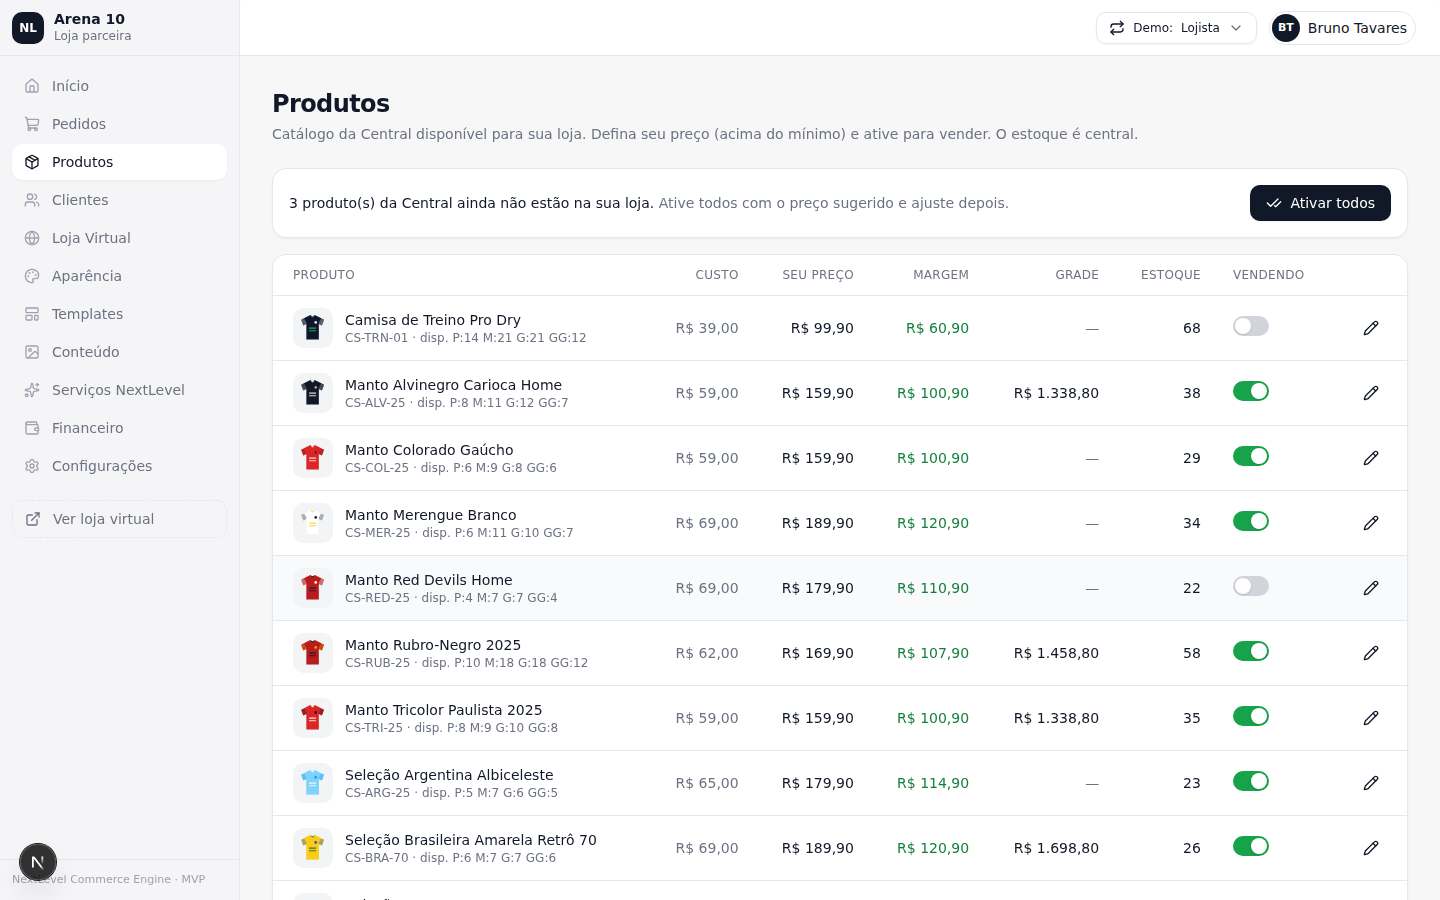 NL
Arena 10
Loja parceira
Demo: Lojista
BT
Bruno Tavares
Início
Pedidos
Produtos
Clientes
Loja Virtual
Aparência
Templates
Conteúdo
Serviços NextLevel
Financeiro
Configurações
Ver loja virtual
NextLevel Commerce Engine · MVP
Produtos
Catálogo da Central disponível para sua loja. Defina seu preço (acima do mínimo) e ative para vender. O estoque é central.
3 produto(s) da Central ainda não estão na sua loja. Ative todos com o preço sugerido e ajuste depois.
Ativar todos
PRODUTO CUSTO SEU PREÇO MARGEM GRADE ESTOQUE VENDENDO
Camisa de Treino Pro Dry
CS-TRN-01 · disp. P:14 M:21 G:21 GG:12
R$ 39,00 R$ 99,90 R$ 60,90 — 68
Manto Alvinegro Carioca Home
CS-ALV-25 · disp. P:8 M:11 G:12 GG:7
R$ 59,00 R$ 159,90 R$ 100,90 R$ 1.338,80 38
Manto Colorado Gaúcho
CS-COL-25 · disp. P:6 M:9 G:8 GG:6
R$ 59,00 R$ 159,90 R$ 100,90 — 29
Manto Merengue Branco
CS-MER-25 · disp. P:6 M:11 G:10 GG:7
R$ 69,00 R$ 189,90 R$ 120,90 — 34
Manto Red Devils Home
CS-RED-25 · disp. P:4 M:7 G:7 GG:4
R$ 69,00 R$ 179,90 R$ 110,90 — 22
Manto Rubro-Negro 2025
CS-RUB-25 · disp. P:10 M:18 G:18 GG:12
R$ 62,00 R$ 169,90 R$ 107,90 R$ 1.458,80 58
Manto Tricolor Paulista 2025
CS-TRI-25 · disp. P:8 M:9 G:10 GG:8
R$ 59,00 R$ 159,90 R$ 100,90 R$ 1.338,80 35
Seleção Argentina Albiceleste
CS-ARG-25 · disp. P:5 M:7 G:6 GG:5
R$ 65,00 R$ 179,90 R$ 114,90 — 23
Seleção Brasileira Amarela Retrô 70
CS-BRA-70 · disp. P:6 M:7 G:7 GG:6
R$ 69,00 R$ 189,90 R$ 120,90 R$ 1.698,80 26